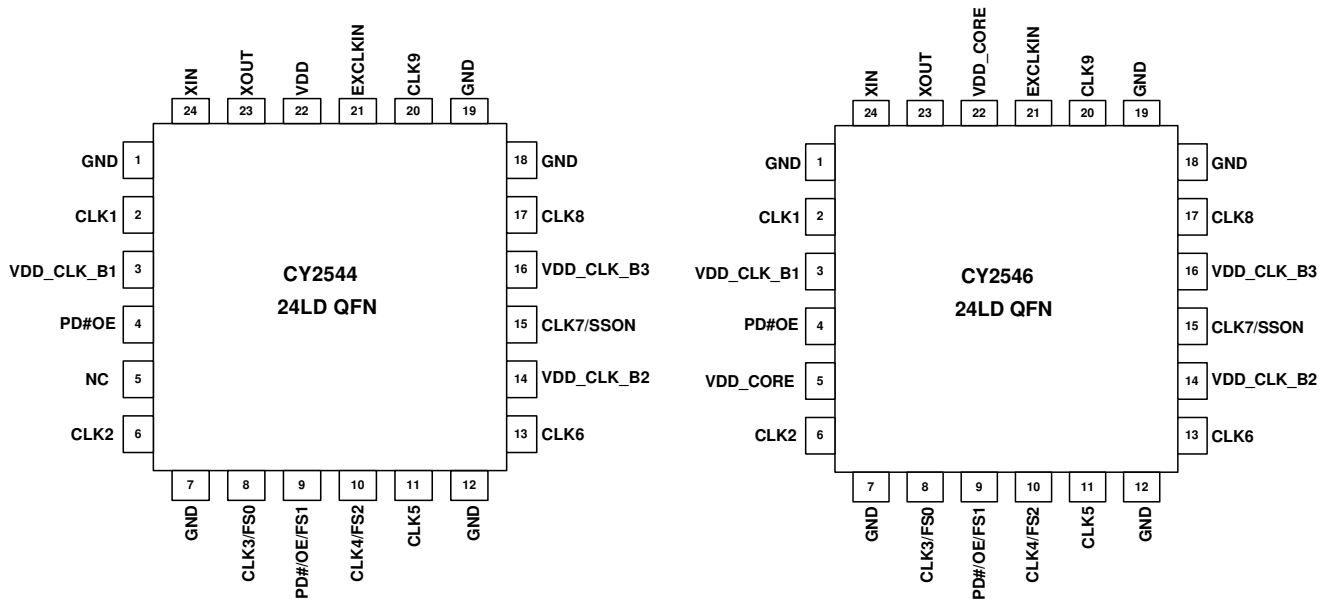 XIN
XOUT
VDD
EXCLKIN
CLK9
GND
24
23
22
21
20
19
GND 1
CLK1 2
VDD_CLK_B1 3
PD#OE 4
NC 5
CLK2 6
CY2544
24LD QFN
18 GND
17 CLK8
16 VDD_CLK_B3
15 CLK7/SSON
14 VDD_CLK_B2
13 CLK6
7
8
9
10
11
12
GND
CLK3/FS0
PD#/OE/FS1
CLK4/FS2
CLK5
GND
XIN
XOUT
VDD_CORE
EXCLKIN
CLK9
GND
24
23
22
21
20
19
GND 1
CLK1 2
VDD_CLK_B1 3
PD#OE 4
VDD_CORE 5
CLK2 6
CY2546
24LD QFN
18 GND
17 CLK8
16 VDD_CLK_B3
15 CLK7/SSON
14 VDD_CLK_B2
13 CLK6
7
8
9
10
11
12
GND
CLK3/FS0
PD#/OE/FS1
CLK4/FS2
CLK5
GND